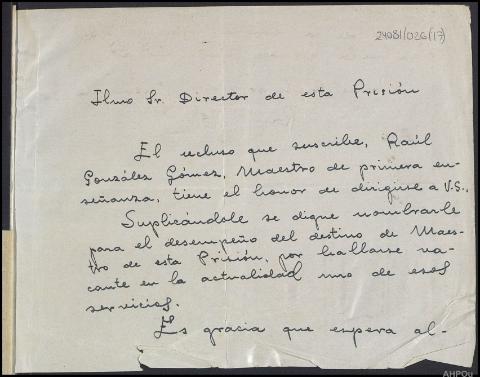 24081/026(17)
Ilmo Sr. Director de esta Prisión
El recluso que suscribe, Raúl
González Gómez, Maestro de primera en-
señanza, tiene el honor de dirigirse a V.S.,
Suplicándole se digne nombrarle
para el desempeño del destino de Maes-
tro de esta Prisión, por hallarse va-
cante en la actualidad uno de esos
servicios.
Es gracia que espera al-
AHPOu